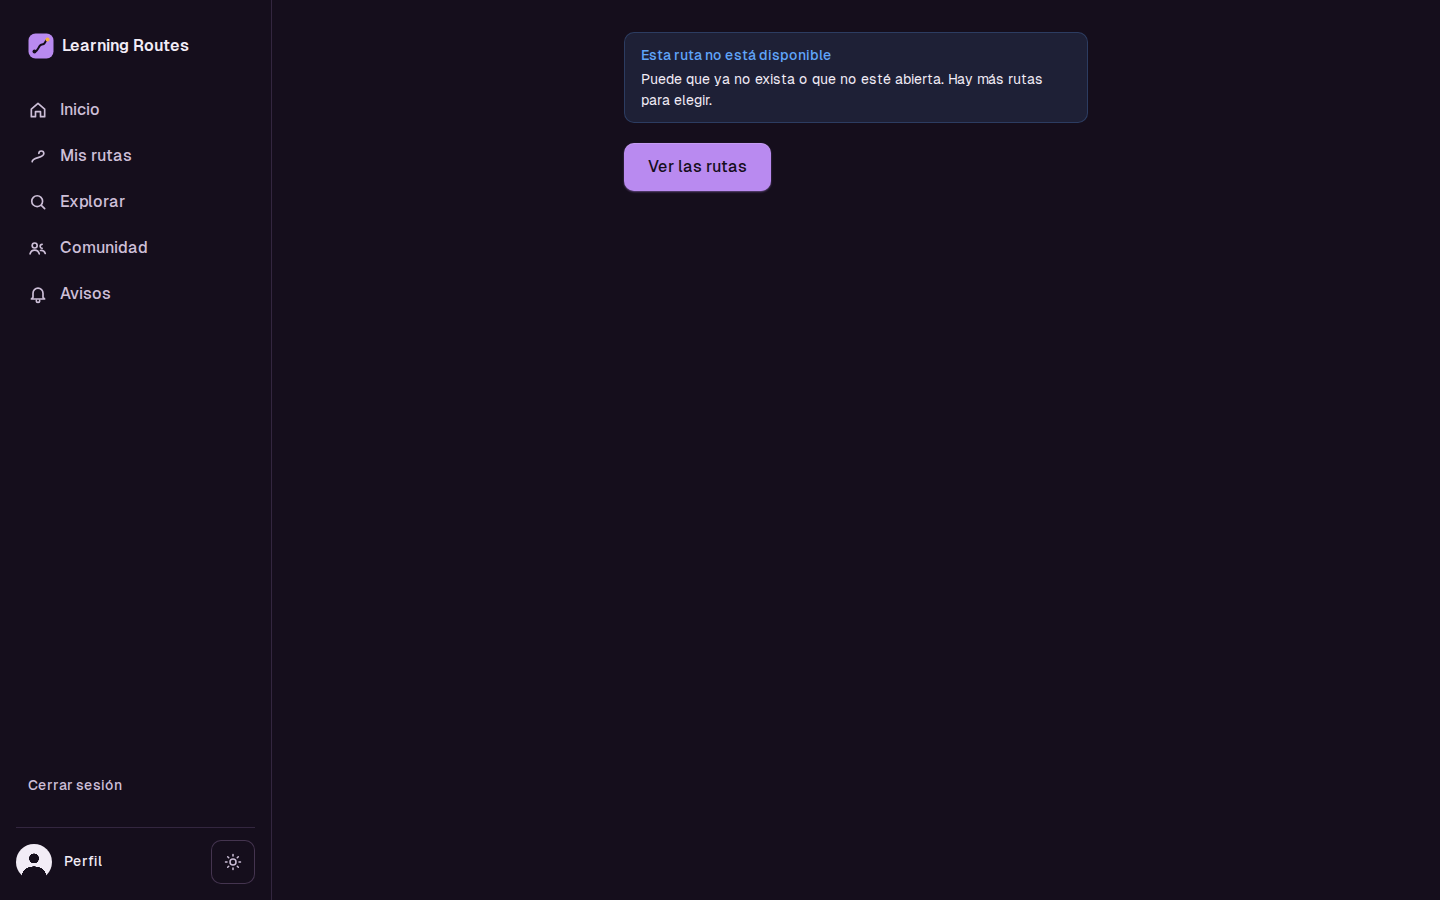 Learning Routes
Inicio
Mis rutas
Explorar
Comunidad
Avisos
Cerrar sesión
Perfil
Esta ruta no está disponible
Puede que ya no exista o que no esté abierta. Hay más rutas
para elegir.
Ver las rutas